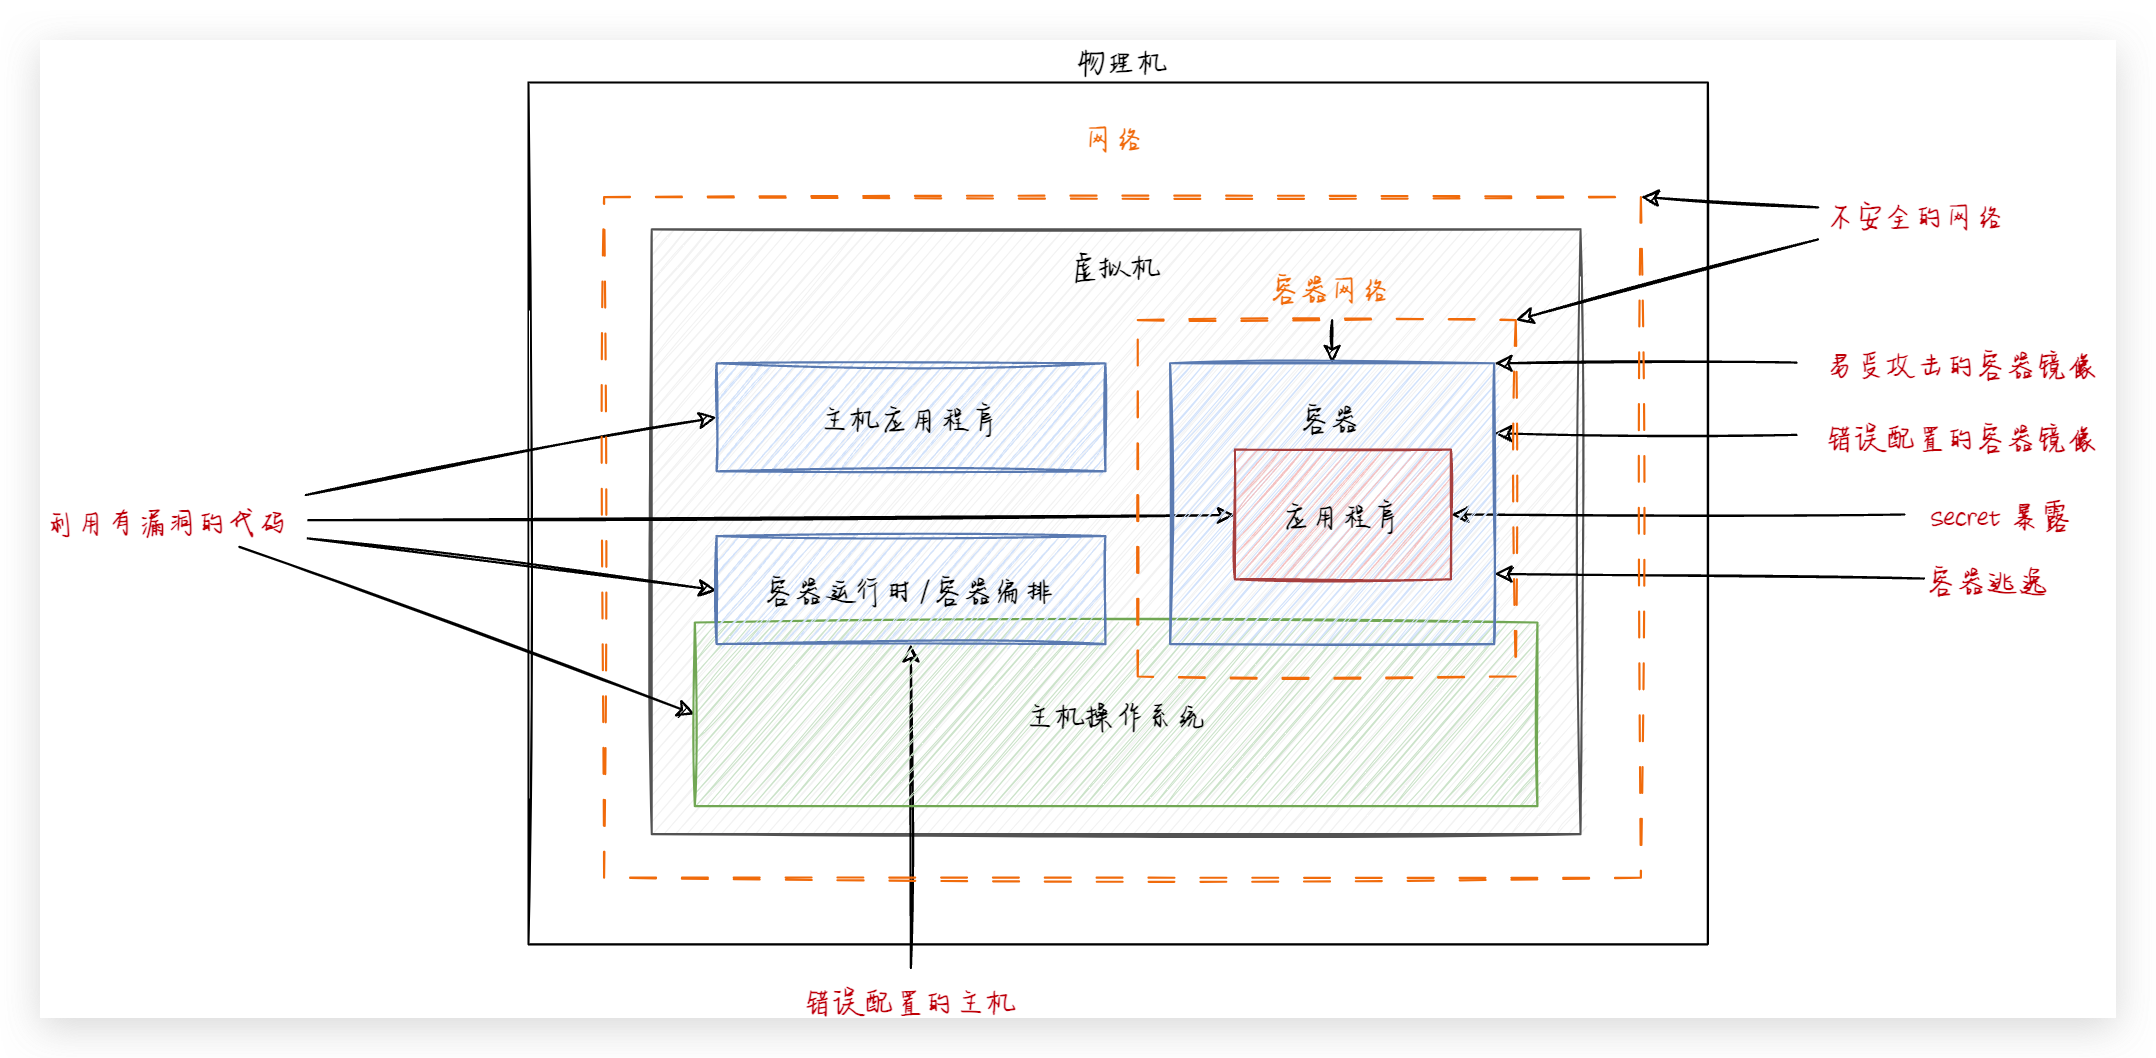 物理机
网络
不安全的网络
虚拟机
容器网络
易受攻击的容器镜像
主机应用程序
容器
错误配置的容器镜像
利用有漏洞的代码
应用程序
secret 暴露
容器运行时/容器编排
容器逃逸
主机操作系统
错误配置的主机